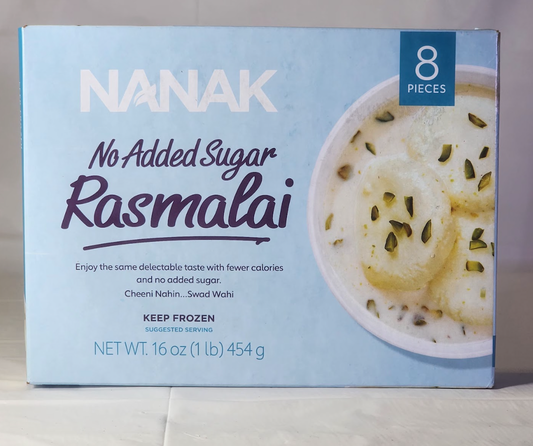 NANAK
8
PIECES
No Added Sugar
Rasmalai
Enjoy the same delectable taste with fewer calories
and no added sugar.
Cheeni Nahin...Swad Wahi
KEEP FROZEN
SUGGESTED SERVING
NET WT. 16 oz (1 lb) 454 g